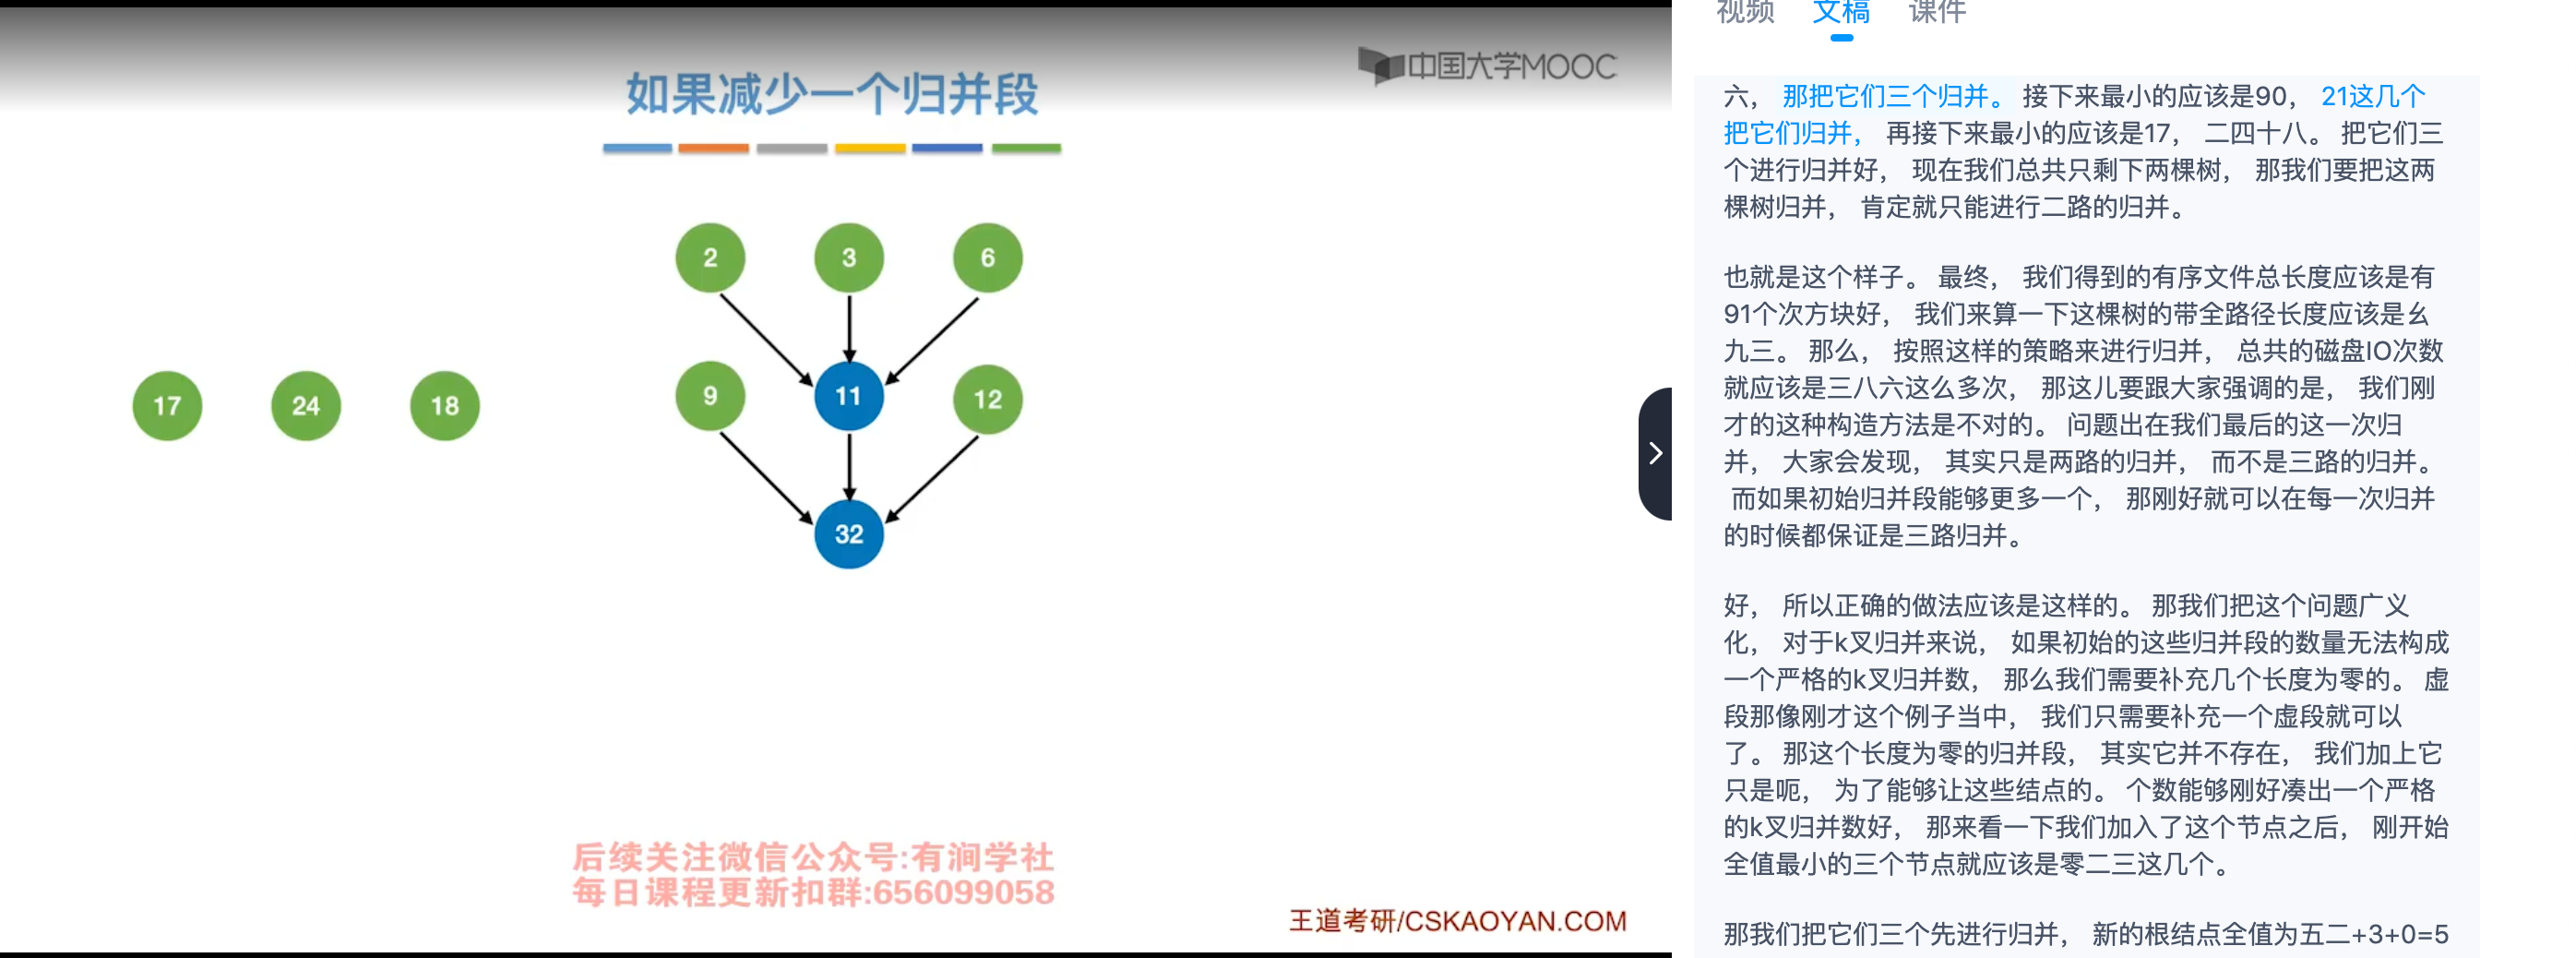 中国大学MOOC
如果减少一个归并段
2 3 6
17 24 18 9 11 12
32
后续关注微信公众号:有涧学社
每日课程更新扣群:656099058
王道考研/CSKAOYAN.COM
视频 文稿 课件
六， 那把它们三个归并。 接下来最小的应该是90， 21这几个
把它们归并， 再接下来最小的应该是17， 二四十八。 把它们三
个进行归并好， 现在我们总共只剩下两棵树， 那我们要把这两
棵树归并， 肯定就只能进行二路的归并。
也就是这个样子。 最终， 我们得到的有序文件总长度应该是有
91个次方块好， 我们来算一下这棵树的带全路径长度应该是幺
九三。 那么， 按照这样的策略来进行归并， 总共的磁盘IO次数
就应该是三八六这么多次， 那这儿要跟大家强调的是， 我们刚
才的这种构造方法是不对的。 问题出在我们最后的这一次归
并， 大家会发现， 其实只是两路的归并， 而不是三路的归并。
而如果初始归并段能够更多一个， 那刚好就可以在每一次归并
的时候都保证是三路归并。
好， 所以正确的做法应该是这样的。 那我们把这个问题广义
化， 对于k叉归并来说， 如果初始的这些归并段的数量无法构成
一个严格的k叉归并数， 那么我们需要补充几个长度为零的。 虚
段那像刚才这个例子当中， 我们只需要补充一个虚段就可以
了。 那这个长度为零的归并段， 其实它并不存在， 我们加上它
只是呃， 为了能够让这些结点的。 个数能够刚好凑出一个严格
的k叉归并数好， 那来看一下我们加入了这个节点之后， 刚开始
全值最小的三个节点就应该是零二三这几个。
那我们把它们三个先进行归并， 新的根结点全值为五二+3+0=5